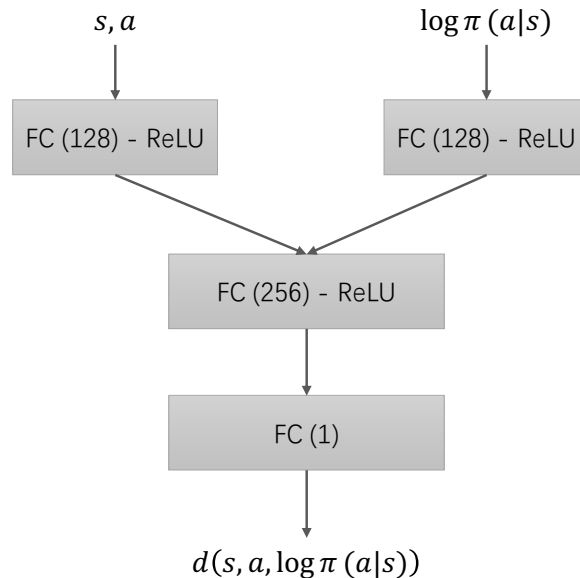 s, a
log π (a|s)
FC (128) - ReLU
FC (128) - ReLU
FC (256) - ReLU
FC (1)
d(s, a, log π (a|s))